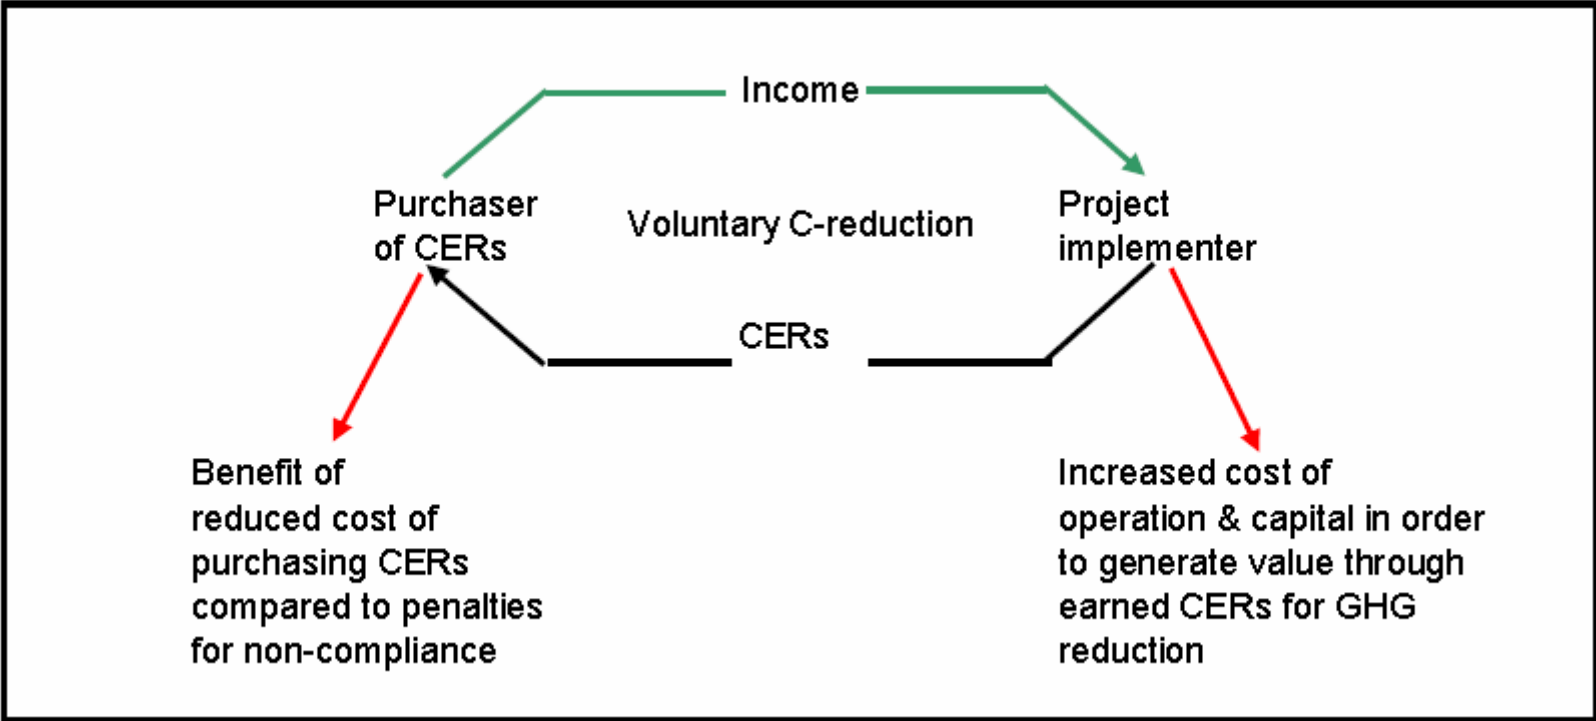 Income
Purchaser
of CERs
Voluntary C-reduction
Project
implementer
CERs
Benefit of
reduced cost of
purchasing CERs
compared to penalties
for non-compliance
Increased cost of
operation & capital in order
to generate value through
earned CERs for GHG
reduction